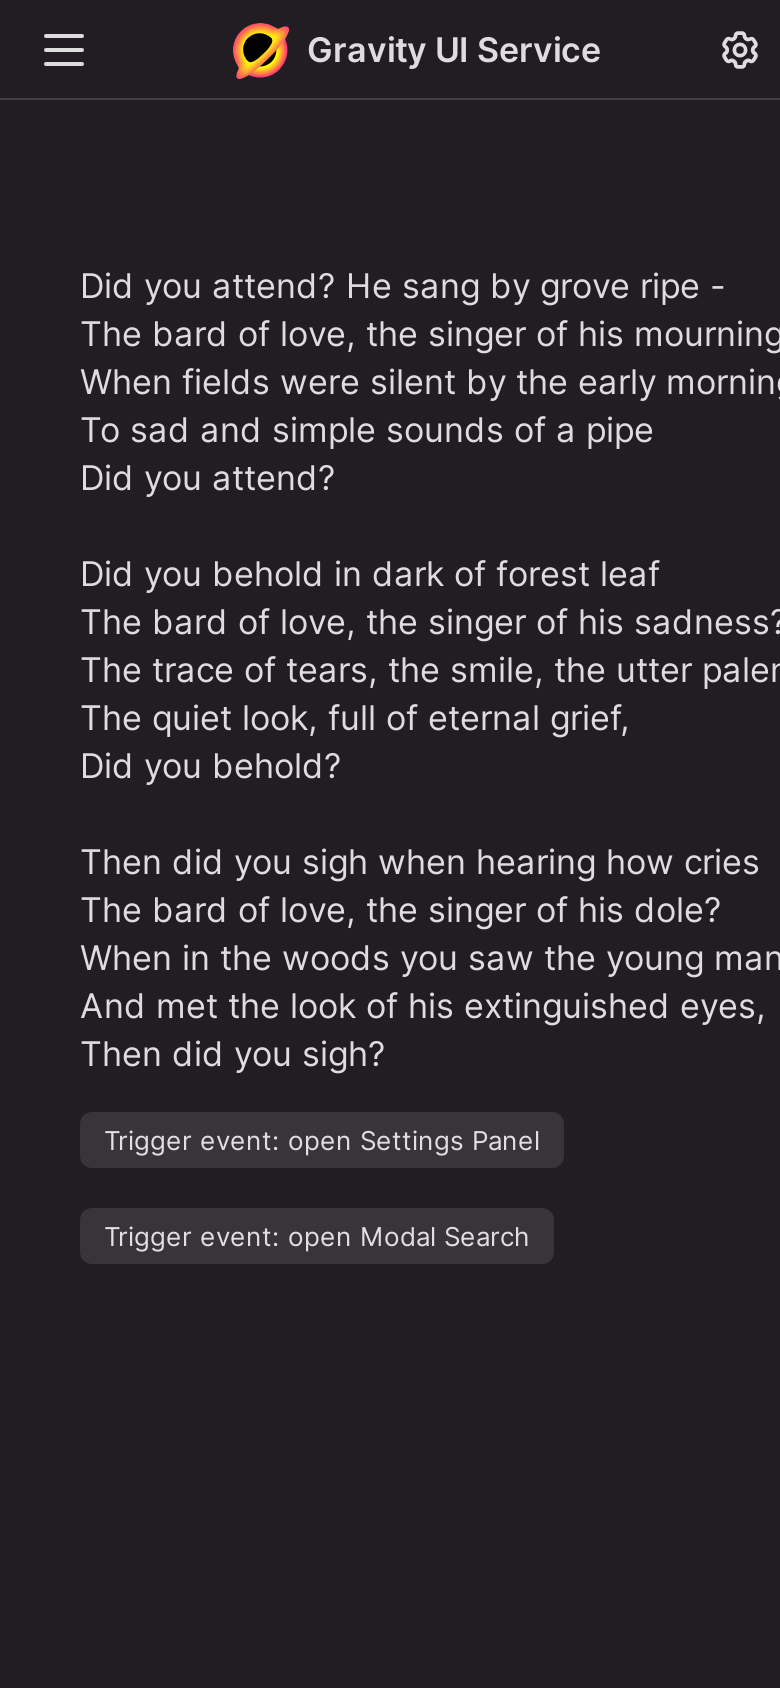 Gravity UI Service
Did you attend? He sang by grove ripe -
The bard of love, the singer of his mourning
When fields were silent by the early morning
To sad and simple sounds of a pipe
Did you attend?
Did you behold in dark of forest leaf
The bard of love, the singer of his sadness?
The trace of tears, the smile, the utter
The quiet look, full of eternal grief,
Did you behold?
Then did you sigh when hearing how cries
The bard of love, the singer of his dole?
When in the woods you saw the young man
And met the look of his extinguished eyes,
Then did you sigh?
Trigger event: open Settings Panel
Trigger event: open Modal Search